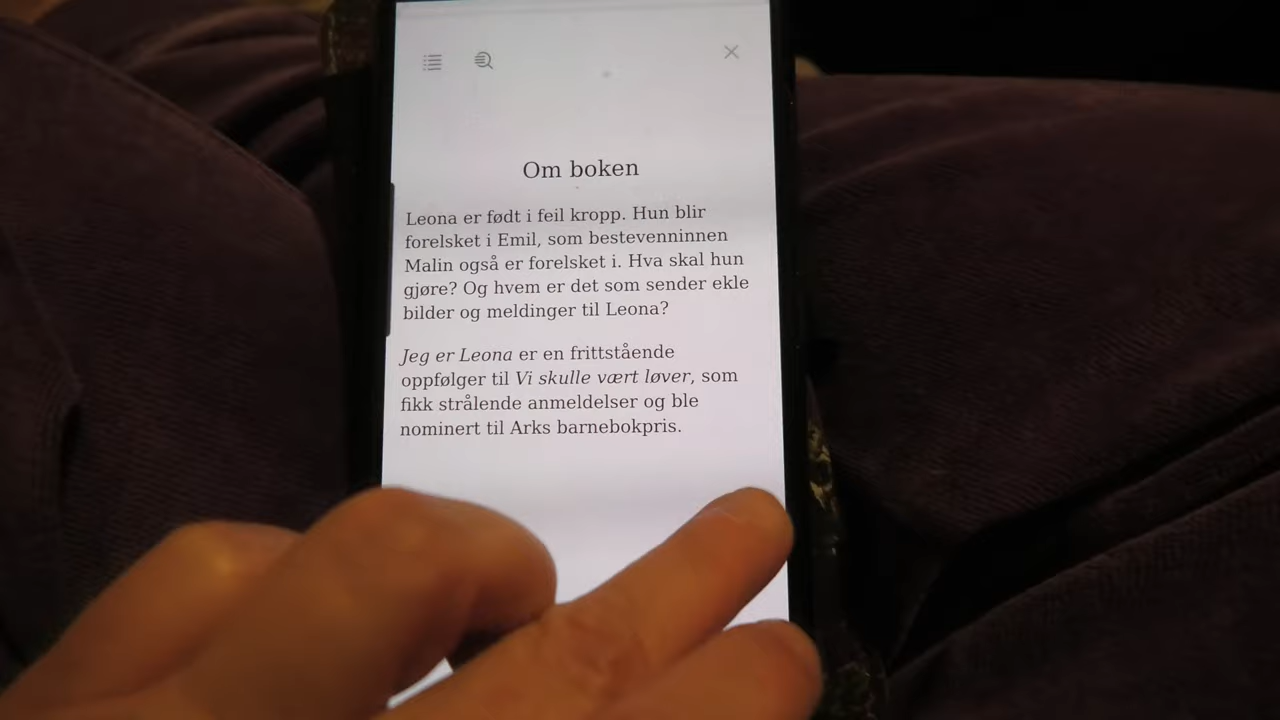 Om boken
Leona er født i feil kropp. Hun blir
forelsket i Emil, som bestevenninnen
Malin også er forelsket i. Hva skal hun
gjøre? Og hvem er det som sender ekle
bilder og meldinger til Leona?
Jeg er Leona er en frittstående
oppfølger til Vi skulle vært løver, som
fikk strålende anmeldelser og ble
nominert til Arks barnebokpris.